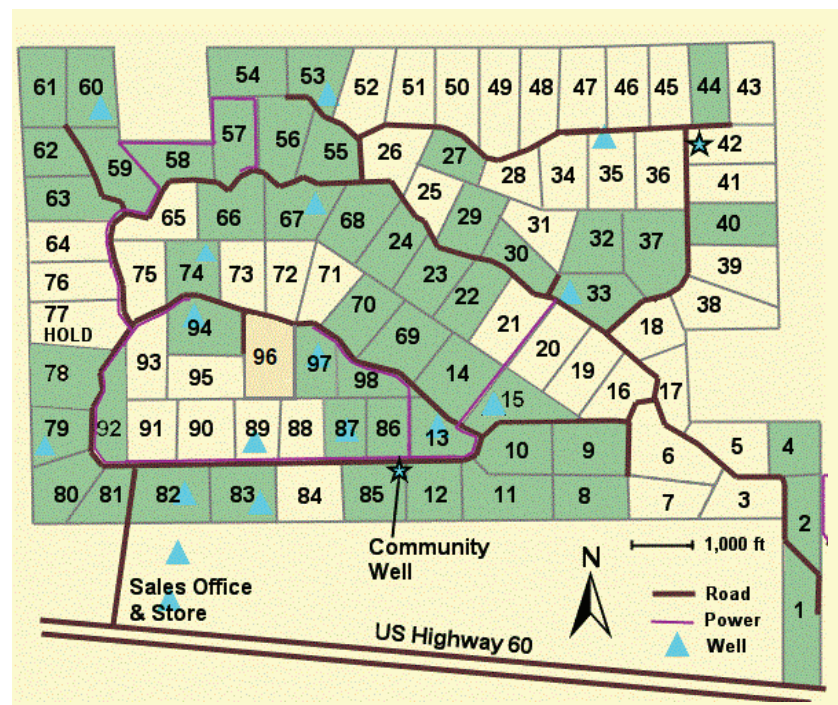 61 60 54 53 52 51 50 49 48 47 46 45 44 43
62 59 58 57 56 55 26 27 28 34 35 36 42
41
63 65 66 67 68 25 29 31 32 37 40
64 24 30
76 75 74 73 72 71 70 23 22 33 39
38
77
HOLD
94 96 97 98 69 21 20 18
78 93 95 14 19 16 17
15
79 92 91 90 89 88 87 86 13 10 9 6 5 4
80 81 82 83 84 85 12 11 8 7 3 2
1
Community
Well
N
1,000 ft
Sales Office
& Store
Road
Power
Well
US Highway 60